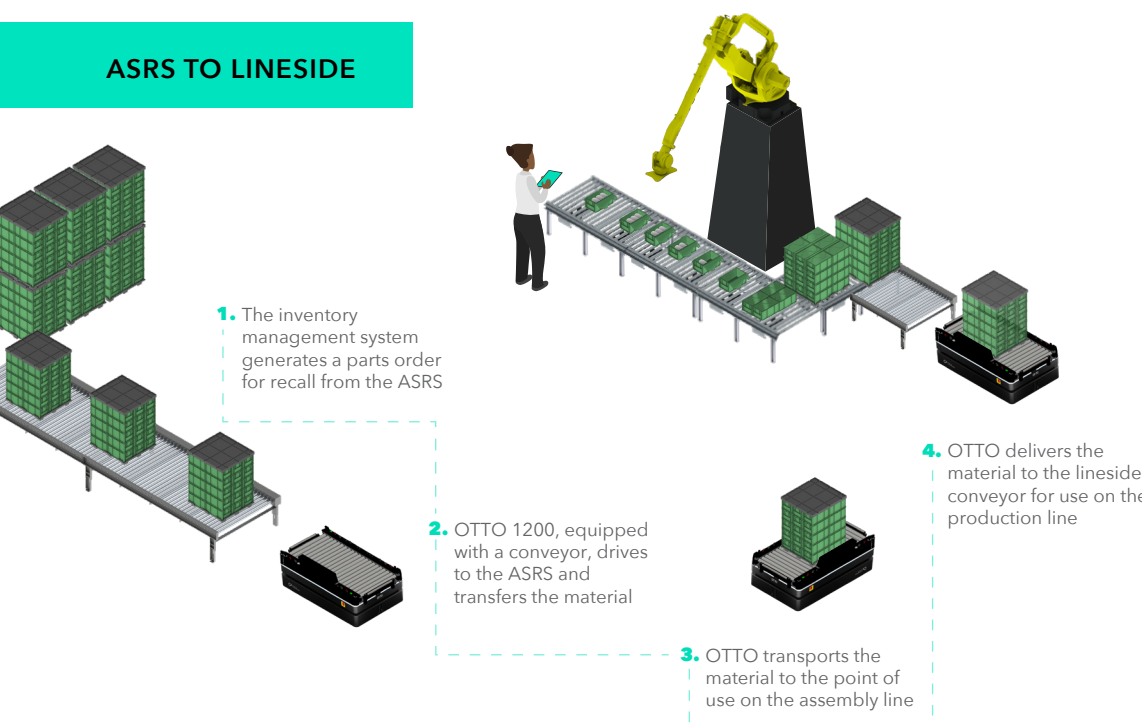 ASRS TO LINESIDE
1. The inventory
management system
generates a parts order
for recall from the ASRS
2. OTTO 1200, equipped
with a conveyor, drives
to the ASRS and
transfers the material
3. OTTO transports the
material to the point of
use on the assembly line
4. OTTO delivers the
material to the lineside
conveyor for use on the
production line